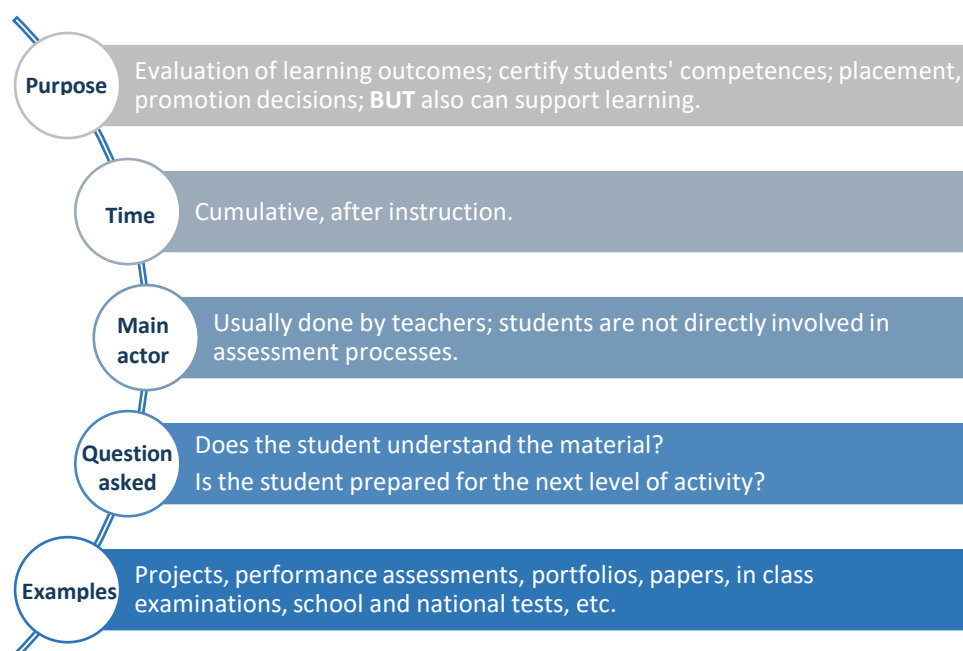 Purpose
Evaluation of learning outcomes; certify students' competences; placement,
promotion decisions; BUT also can support learning.
Time
Cumulative, after instruction.
Main
actor
Usually done by teachers; students are not directly involved in
assessment processes.
Question
asked
Does the student understand the material?
Is the student prepared for the next level of activity?
Examples
Projects, performance assessments, portfolios, papers, in class
examinations, school and national tests, etc.